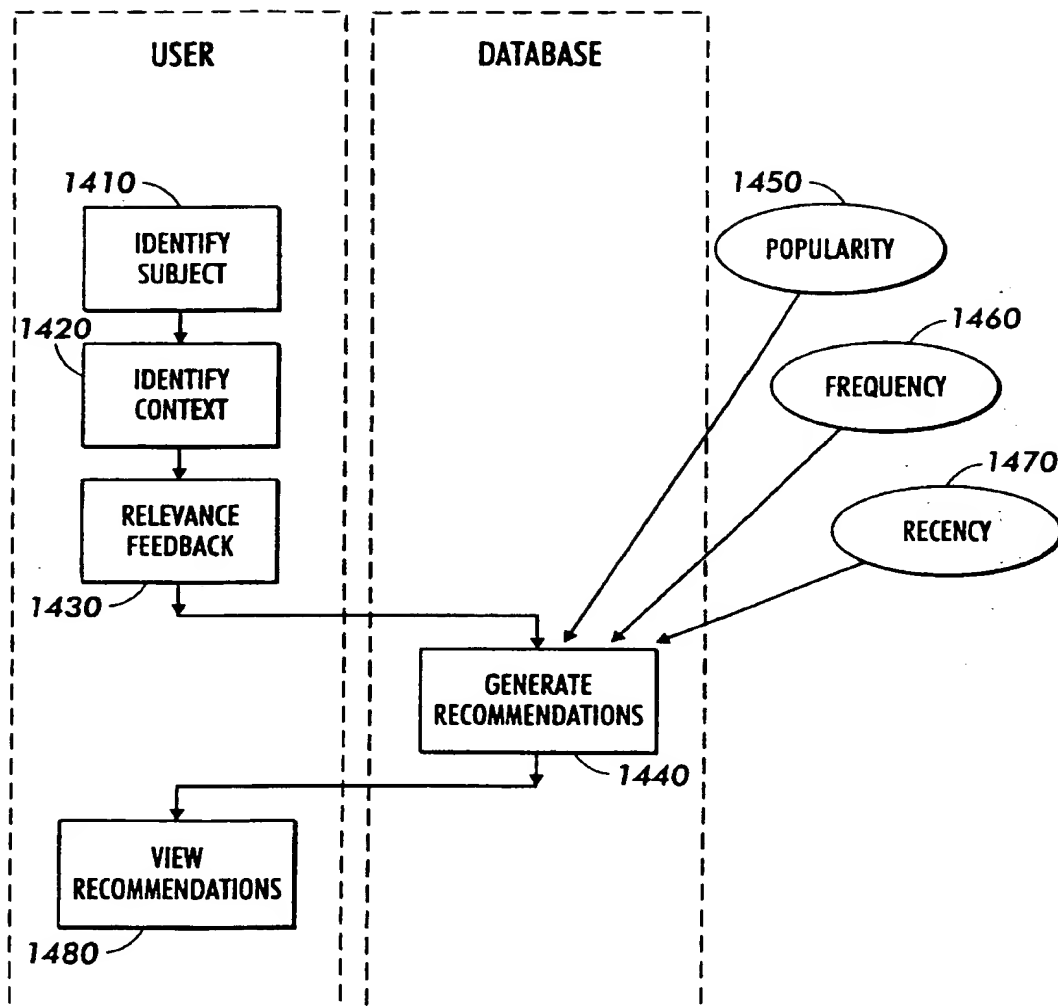 USER
DATABASE
1410
IDENTIFY
SUBJECT
1420
IDENTIFY
CONTEXT
RELEVANCE
FEEDBACK
1430
1450
POPULARITY
1460
FREQUENCY
1470
RECENCY
GENERATE
RECOMMENDATIONS
1440
VIEW
RECOMMENDATIONS
1480